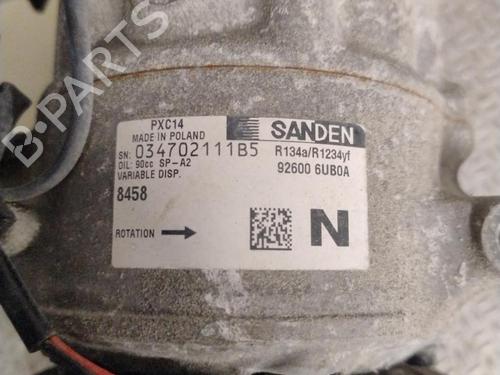 PXC14
MADE IN POLAND
SANDEN
SN: 034702111B5
R134a/R1234yf
OIL: 90cc SP-A2
92600 6UB0A
VARIABLE DISP.
8458
ROTATION
N
B-PARTS